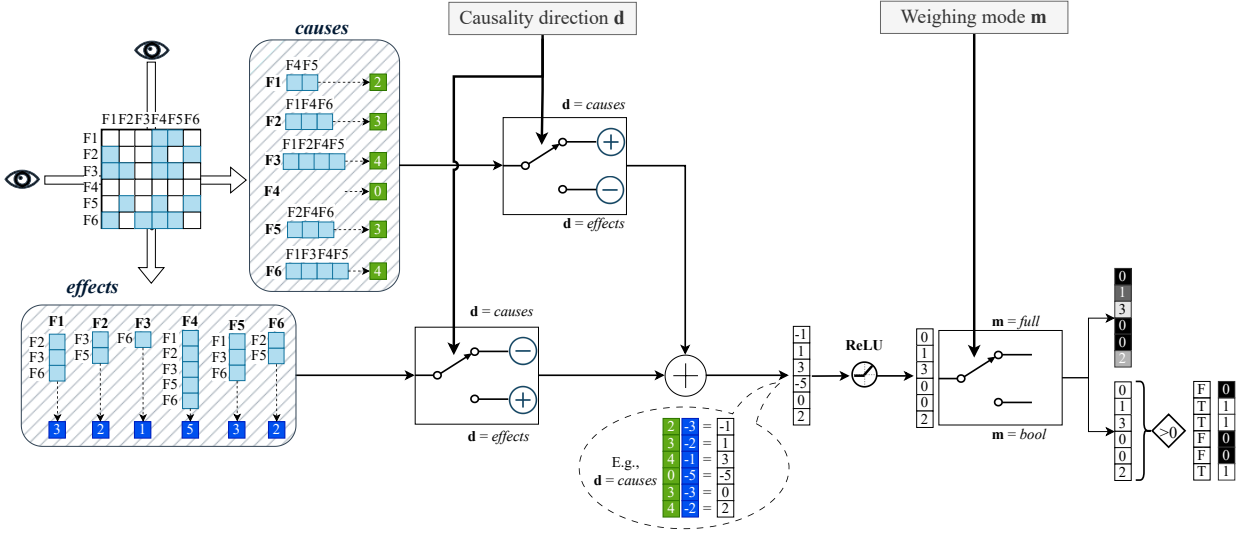 Causality direction d
Weighing mode m
causes
F1F2F3F4F5F6
F1
F2
F3
F4
F5
F6
F4F5
F1 2
F1F4F6
F2 3
F1F2F4F5
F3 4
F4 0
F2F4F6
F5 3
F1F3F4F5
F6 4
d = causes
+
−
d = effects
effects
F1 F2 F3 F4 F5 F6
F2
F3
F6
F3
F5
F6
F1
F2
F3
F5
F6
F1
F3
F6
F2
F5
3 2 1 5 3 2
d = causes
−
+
d = effects
+
E.g.,
d = causes
2 -3 = -1
3 -2 = 1
4 -1 = 3
0 -5 = -5
3 -3 = 0
4 -2 = 2
-1
1
3
-5
0
2
ReLU
0
1
3
0
0
2
m = full
m = bool
0
1
3
0
0
2
0
1
3
0
0
2
>0
F 0
T 1
T 1
F 0
F 0
T 1